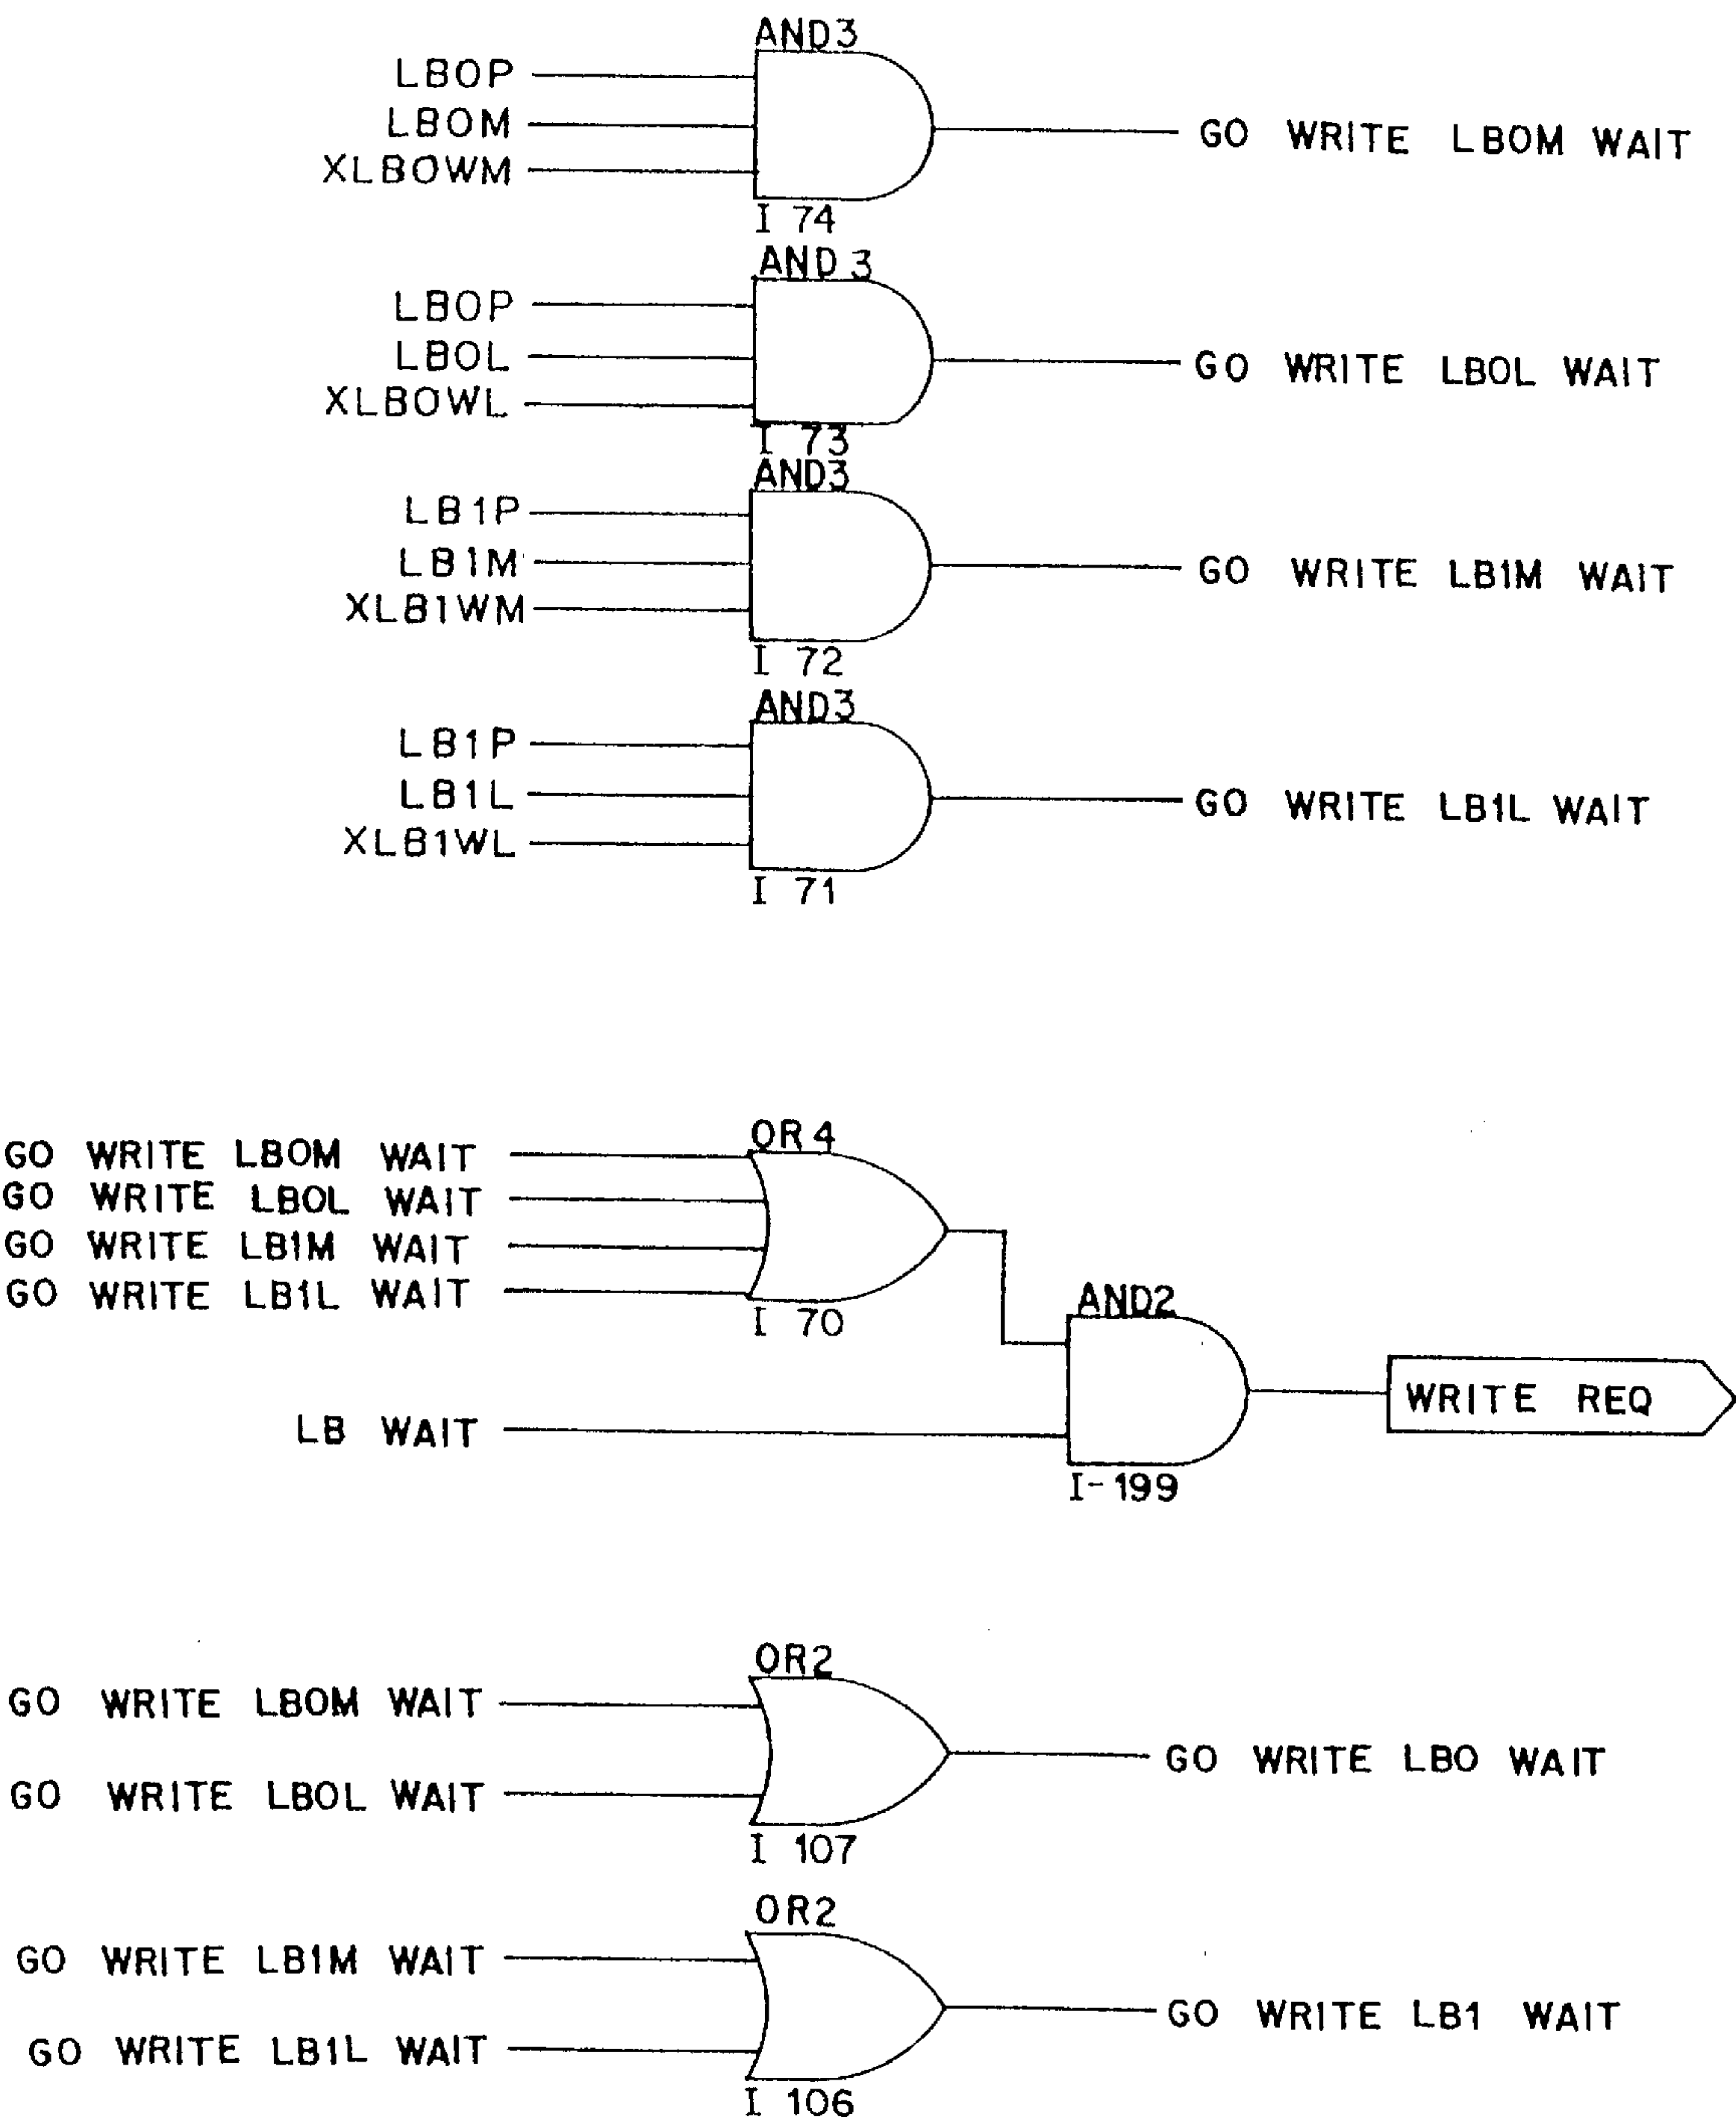 AND3
LBOP
LBOM
XLBOWM
GO WRITE LBOM WAIT
I 74
AND 3
LBOP
LBOL
XLBOWL
GO WRITE LBOL WAIT
I 73
AND3
LB1P
LB1M
XLB1WM
GO WRITE LB1M WAIT
I 72
AND3
LB1P
LB1L
XLB1WL
GO WRITE LB1L WAIT
I 71
OR4
GO WRITE LBOM WAIT
GO WRITE LBOL WAIT
GO WRITE LB1M WAIT
GO WRITE LB1L WAIT
I 70
AND2
LB WAIT
WRITE REQ
I-199
OR2
GO WRITE LBOM WAIT
GO WRITE LBOL WAIT
GO WRITE LBO WAIT
I 107
OR2
GO WRITE LB1M WAIT
GO WRITE LB1L WAIT
GO WRITE LB1 WAIT
I 106